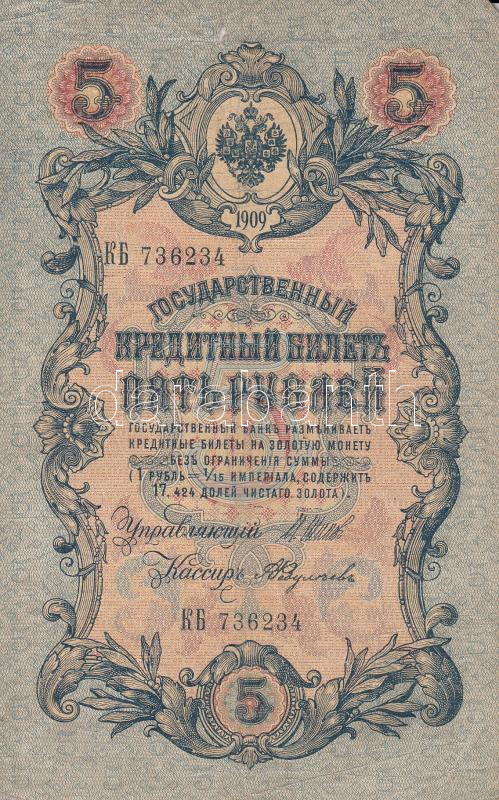 5 5
1909
КБ 736234
ГОСУДАРСТВЕННЫЙ
КРЕДИТНЫЙ БИЛЕТЪ
ПЯТЬ РУБЛЕЙ
ГОСУДАРСТВЕННЫЙ БАНКЪ РАЗМѢНИВАЕТЪ
КРЕДИТНЫЕ БИЛЕТЫ НА ЗОЛОТУЮ МОНЕТУ
БЕЗЪ ОГРАНИЧЕНІЯ СУММЫ
(1 РУБЛЬ = 1/15 ИМПЕРІАЛА, СОДЕРЖИТЪ
17,424 ДОЛЕЙ ЧИСТАГО ЗОЛОТА).
Управляющій
Кассиръ
КБ 736234
5
darabanth